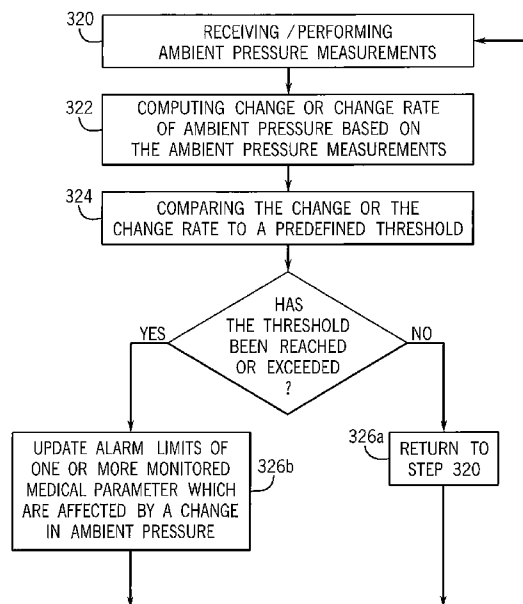 320
RECEIVING / PERFORMING
AMBIENT PRESSURE MEASUREMENTS
322
COMPUTING CHANGE OR CHANGE RATE
OF AMBIENT PRESSURE BASED ON
THE AMBIENT PRESSURE MEASUREMENTS
324
COMPARING THE CHANGE OR THE
CHANGE RATE TO A PREDEFINED THRESHOLD
HAS
THE THRESHOLD
BEEN REACHED
OR EXCEEDED
?
YES
NO
UPDATE ALARM LIMITS OF
ONE OR MORE MONITORED
MEDICAL PARAMETER WHICH
ARE AFFECTED BY A CHANGE
IN AMBIENT PRESSURE
326b
326a
RETURN TO
STEP 320